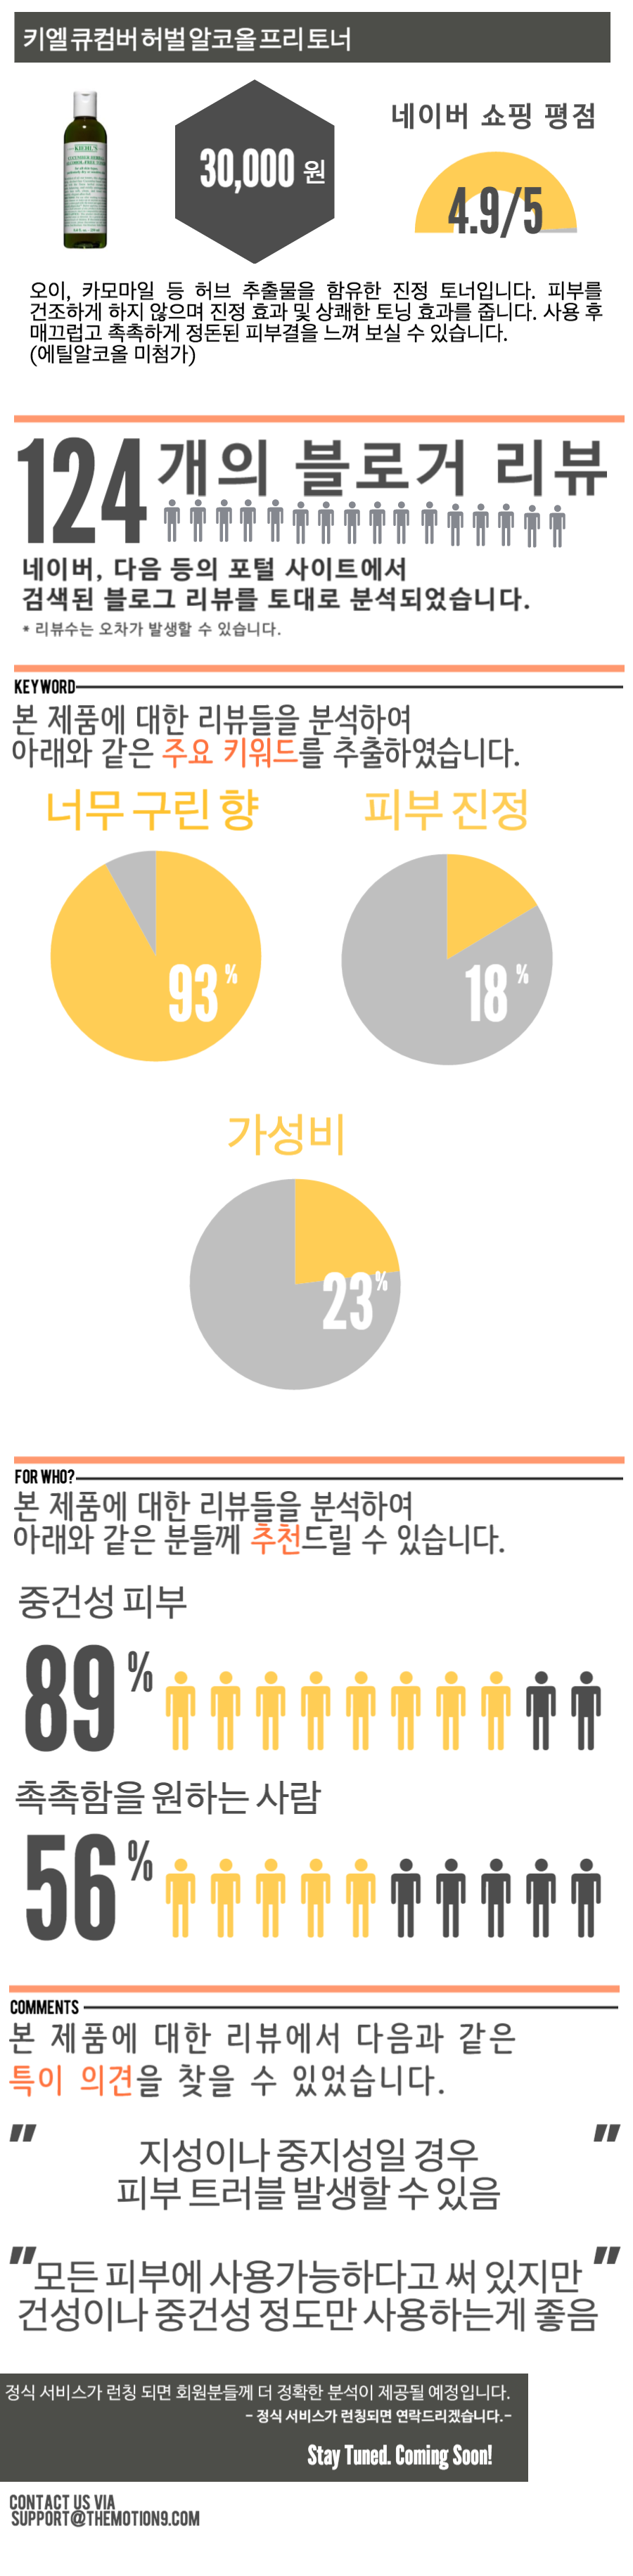 키엘 큐컴버 허벌 알코올 프리 토너
KIEHL'S
30,000 원
네이버 쇼핑 평점
4.9/5
오이, 카모마일 등 허브 추출물을 함유한 진정 토너입니다. 피부를
건조하게 하지 않으며 진정 효과 및 상쾌한 토닝 효과를 줍니다. 사용 후
매끄럽고 촉촉하게 정돈된 피부결을 느껴 보실 수 있습니다.
(에틸알코올 미첨가)
124 개의 블로거 리뷰
네이버, 다음 등의 포털 사이트에서
검색된 블로그 리뷰를 토대로 분석되었습니다.
* 리뷰수는 오차가 발생할 수 있습니다.
KEYWORD
본 제품에 대한 리뷰들을 분석하여
아래와 같은 주요 키워드를 추출하였습니다.
너무 구린 향
피부 진정
93%
18%
가성비
23%
FOR WHO?
본 제품에 대한 리뷰들을 분석하여
아래와 같은 분들께 추천드릴 수 있습니다.
중건성 피부
89%
촉촉함을 원하는 사람
56%
COMMENTS
본 제품에 대한 리뷰에서 다음과 같은
특이 의견을 찾을 수 있었습니다.
" 지성이나 중지성일 경우 "
피부 트러블 발생할 수 있음
"모든 피부에 사용가능하다고 써 있지만"
건성이나 중건성 정도만 사용하는게 좋음
정식 서비스가 런칭 되면 회원분들께 더 정확한 분석이 제공될 예정입니다.
- 정식 서비스가 런칭되면 연락드리겠습니다.-
Stay Tuned. Coming Soon!
CONTACT US VIA
SUPPORT@THEMOTION9.COM